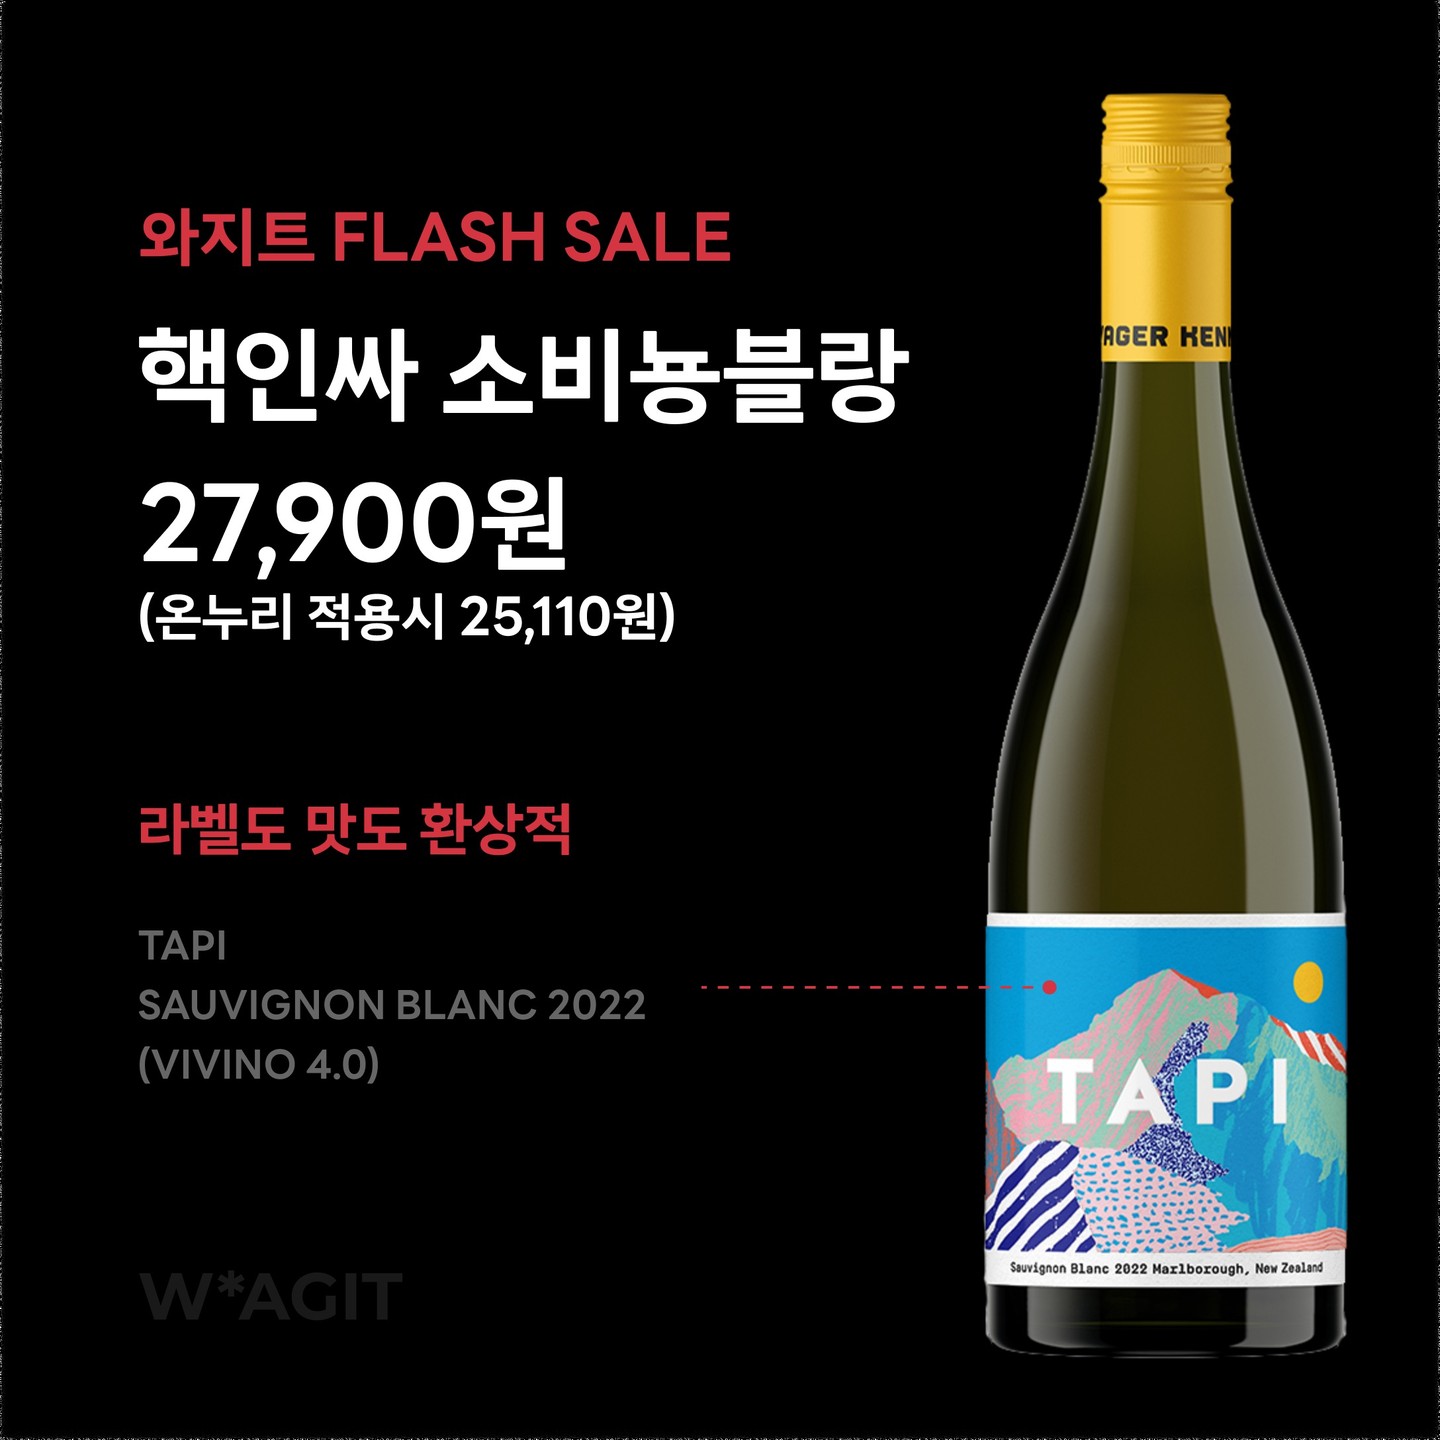 와지트 FLASH SALE
핵인싸 소비뇽블랑
27,900원
(온누리 적용시 25,110원)
라벨도 맛도 환상적
TAPI
SAUVIGNON BLANC 2022
(VIVINO 4.0)
W*AGIT
AGER KEN
TAPI
Sauvignon Blanc 2022 Marlborough, New Zealand